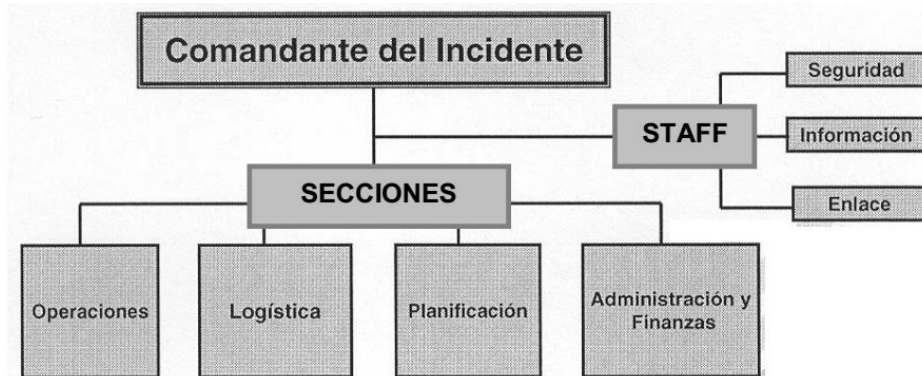 Comandante del Incidente
Seguridad
STAFF
Información
Enlace
SECCIONES
Operaciones
Logística
Planificación
Administración y
Finanzas